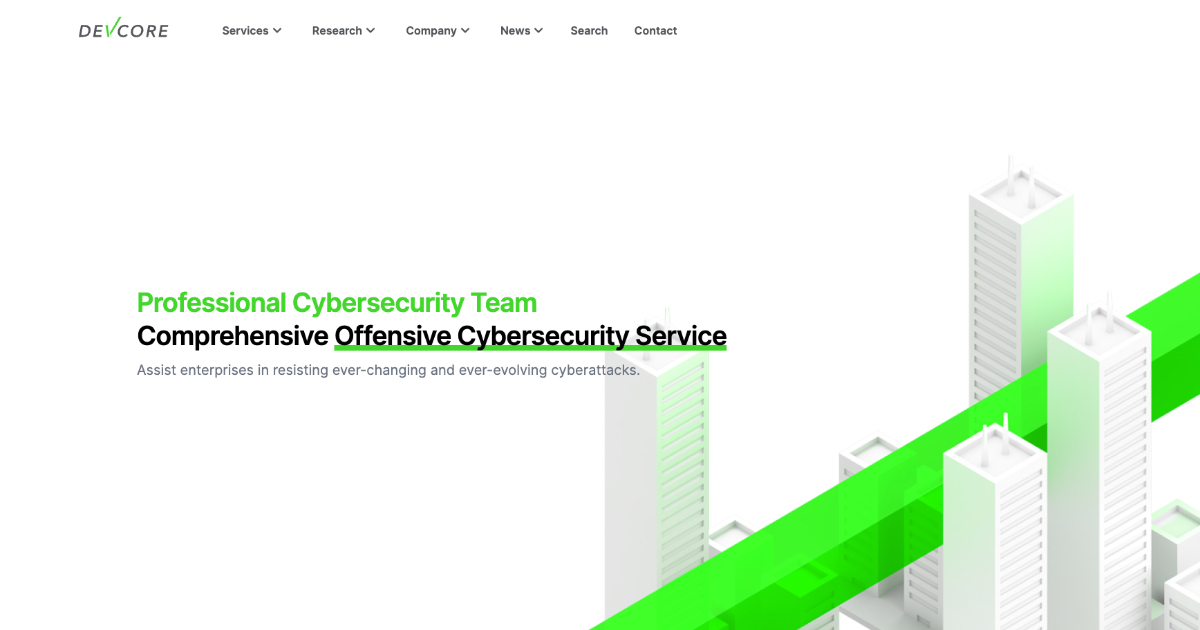 DEVCORE
Services
Research
Company
News
Search
Contact
Professional Cybersecurity Team
Comprehensive Offensive Cybersecurity Service
Assist enterprises in resisting ever-changing and ever-evolving cyberattacks.